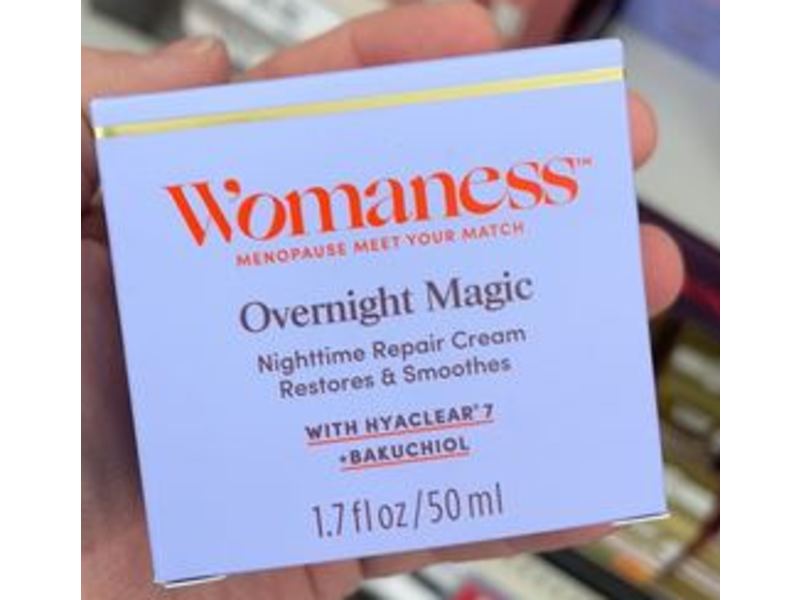 Womaness™
MENOPAUSE MEET YOUR MATCH
Overnight Magic
Nighttime Repair Cream
Restores & Smoothes
WITH HYACLEAR® 7
+BAKUCHIOL
1.7 fl oz/50 ml